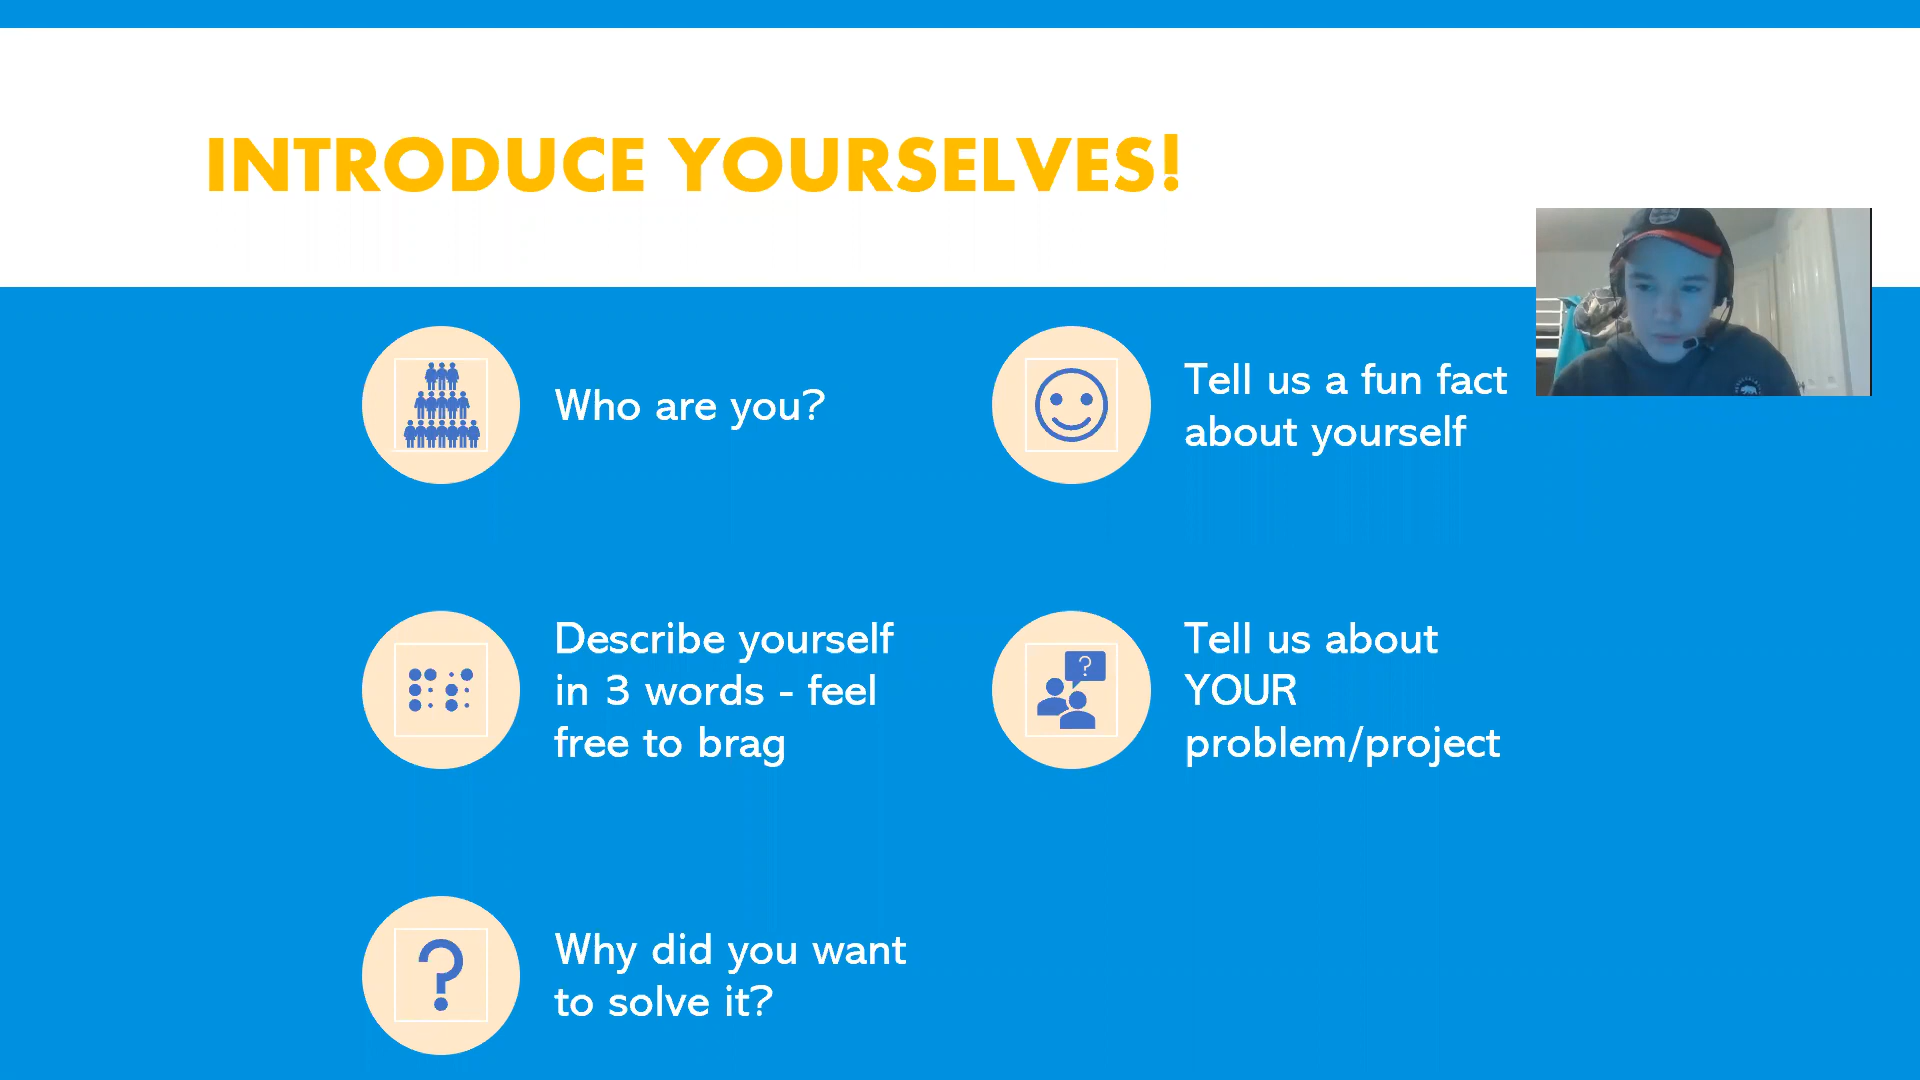 INTRODUCE YOURSELVES!
Who are you?
Tell us a fun fact
about yourself
Describe yourself
in 3 words - feel
free to brag
Tell us about
YOUR
problem/project
Why did you want
to solve it?